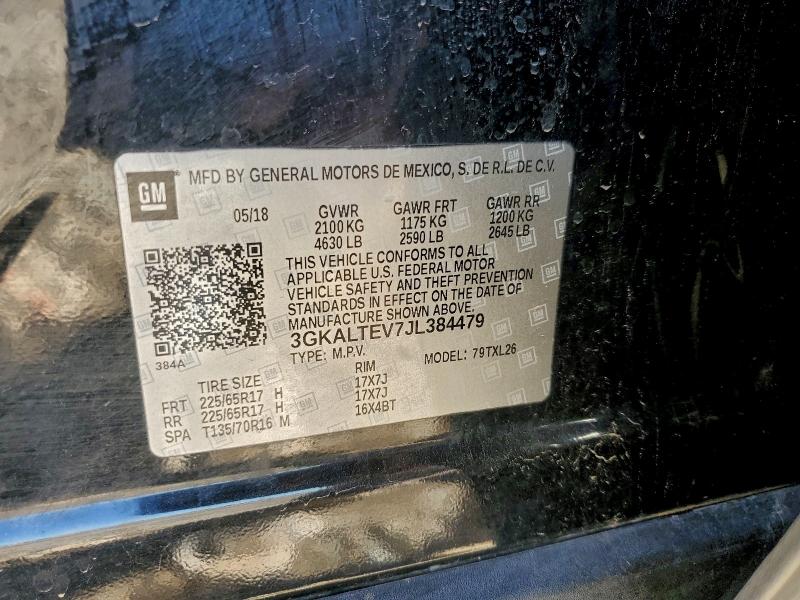 GM
MFD BY GENERAL MOTORS DE MEXICO, S. DE R.L. DE C.V.
05/18 GVWR GAWR FRT GAWR RR
2100 KG 1175 KG 1200 KG
4630 LB 2590 LB 2645 LB
THIS VEHICLE CONFORMS TO ALL
APPLICABLE U.S. FEDERAL MOTOR
VEHICLE SAFETY AND THEFT PREVENTION
STANDARDS IN EFFECT ON THE DATE OF
MANUFACTURE SHOWN ABOVE.
3GKALTEV7JL384479
384A TYPE: M.P.V. MODEL: 79TXL26
TIRE SIZE RIM
FRT 225/65R17 H 17X7J
RR 225/65R17 H 17X7J
SPA T135/70R16 M 16X4BT